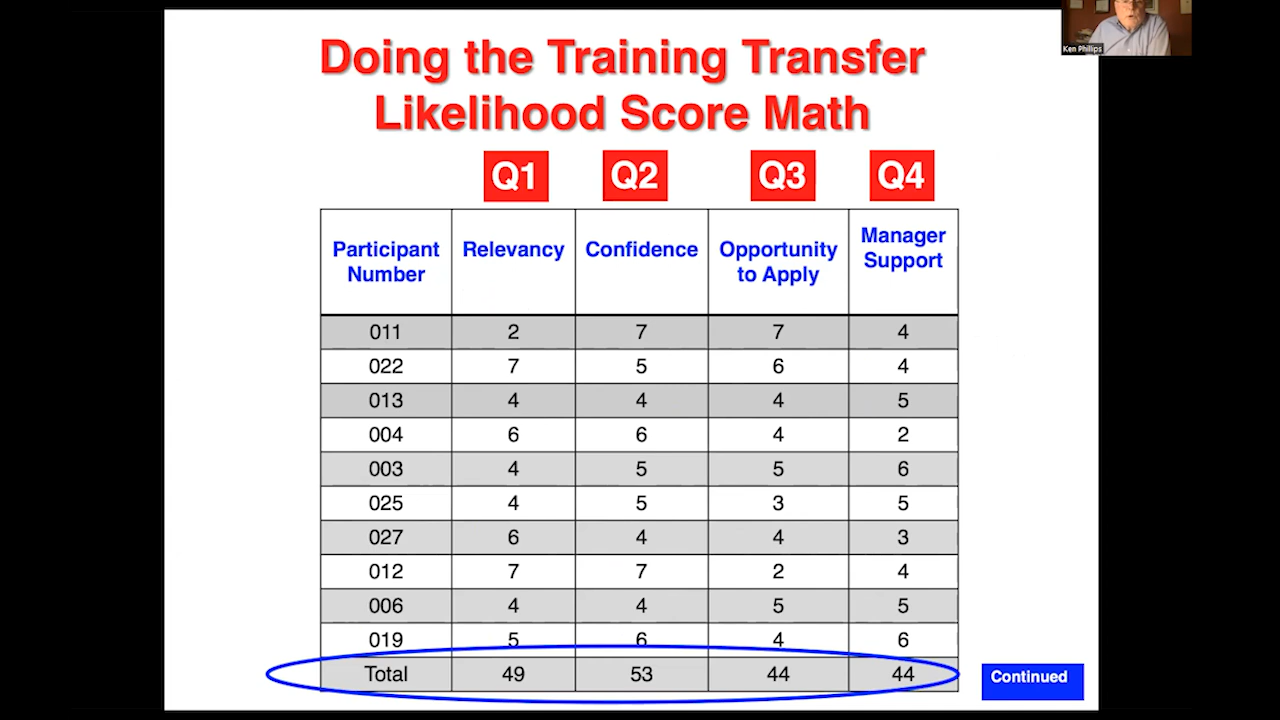 Ken Phillips
Doing the Training Transfer
Likelihood Score Math
Q1 Q2 Q3 Q4
Participant Number Relevancy Confidence Opportunity to Apply Manager Support
011 2 7 7 4
022 7 5 6 4
013 4 4 4 5
004 6 6 4 2
003 4 5 5 6
025 4 5 3 5
027 6 4 4 3
012 7 7 2 4
006 4 4 5 5
019 5 6 4 6
Total 49 53 44 44
Continued